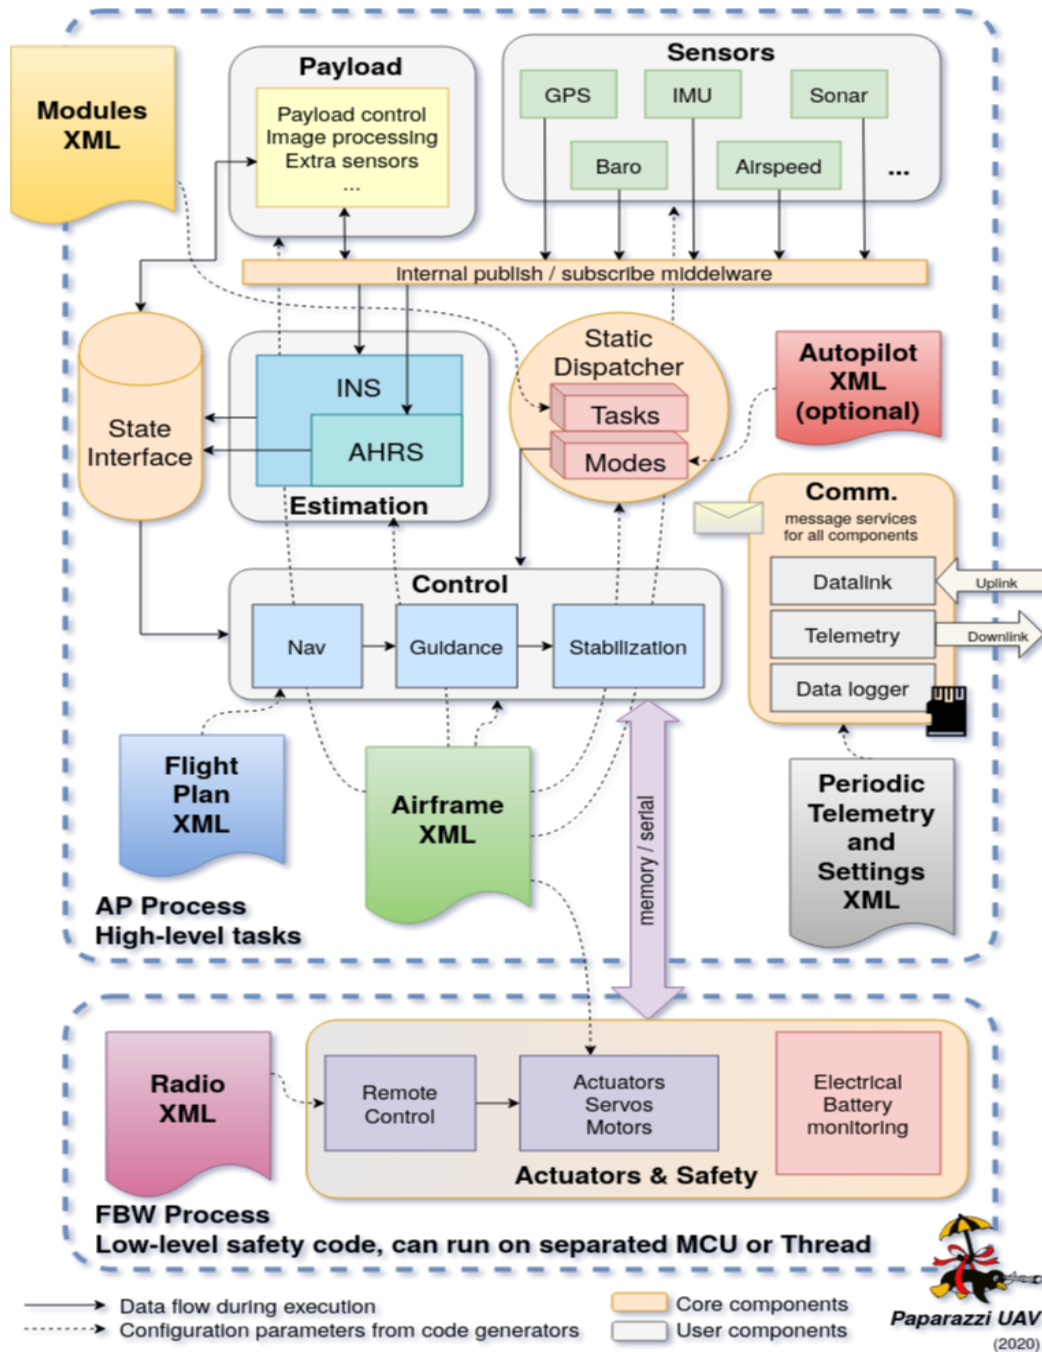 Modules
XML
Payload
Payload control
Image processing
Extra sensors
...
Sensors
GPS
IMU
Sonar
Baro
Airspeed
...
Internal publish / subscribe middelware
State
Interface
INS
AHRS
Estimation
Static
Dispatcher
Tasks
Modes
Autopilot
XML
(optional)
Comm.
message services
for all components
Datalink
Telemetry
Data logger
Uplink
Downlink
Control
Nav
Guidance
Stabilization
Flight
Plan
XML
Airframe
XML
memory / serial
Periodic
Telemetry
and
Settings
XML
AP Process
High-level tasks
Radio
XML
Remote
Control
Actuators
Servos
Motors
Electrical
Battery
monitoring
Actuators & Safety
FBW Process
Low-level safety code, can run on separated MCU or Thread
Data flow during execution
Configuration parameters from code generators
Core components
User components
Paparazzi UAV
(2020)